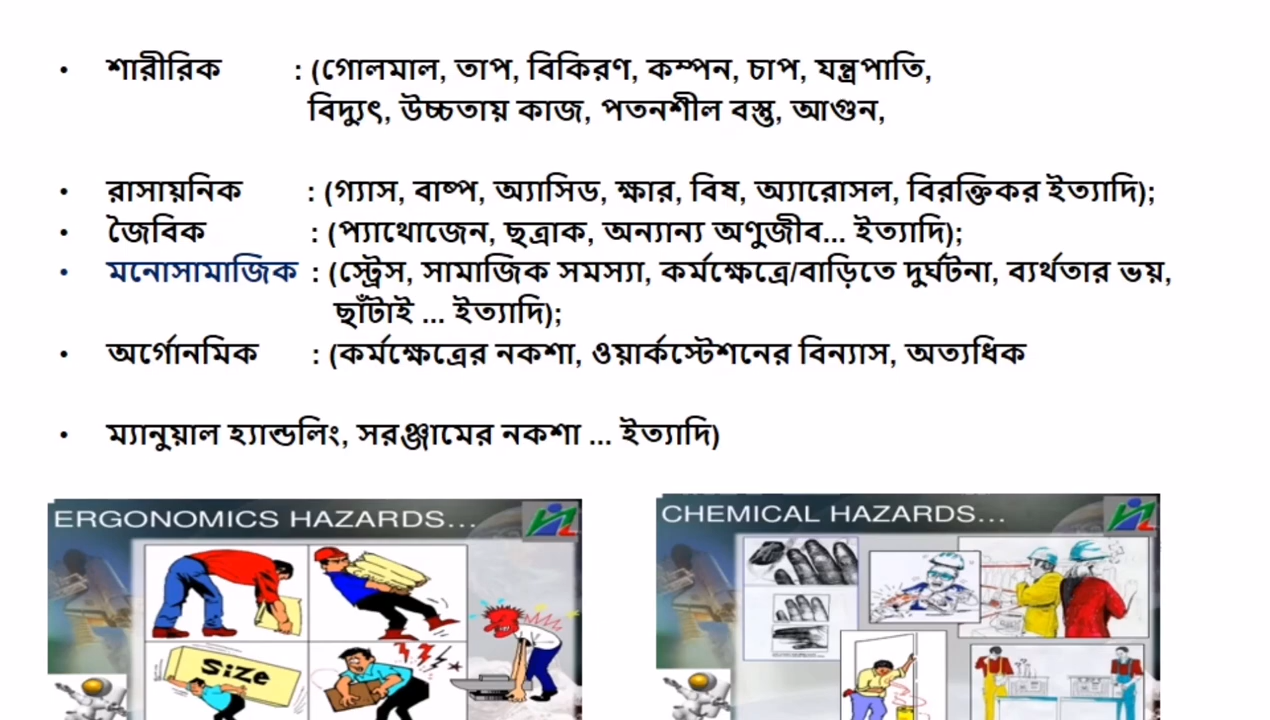 • শারীরিক : (গোলমাল, তাপ, বিকিরণ, কম্পন, চাপ, যন্ত্রপাতি,
বিদ্যুৎ, উচ্চতায় কাজ, পতনশীল বস্তু, আগুন,
• রাসায়নিক : (গ্যাস, বাষ্প, অ্যাসিড, ক্ষার, বিষ, অ্যারোসল, বিরক্তিকর ইত্যাদি);
• জৈবিক : (প্যাথোজেন, ছত্রাক, অন্যান্য অণুজীব... ইত্যাদি);
• মনোসামাজিক : (স্ট্রেস, সামাজিক সমস্যা, কর্মক্ষেত্রে/বাড়িতে দুর্ঘটনা, ব্যর্থতার ভয়,
ছাঁটাই ... ইত্যাদি);
• অর্গোনমিক : (কর্মক্ষেত্রের নকশা, ওয়ার্কস্টেশনের বিন্যাস, অত্যধিক
• ম্যানুয়াল হ্যান্ডলিং, সরঞ্জামের নকশা ... ইত্যাদি)
ERGONOMICS HAZARDS...
SiZe
CHEMICAL HAZARDS...